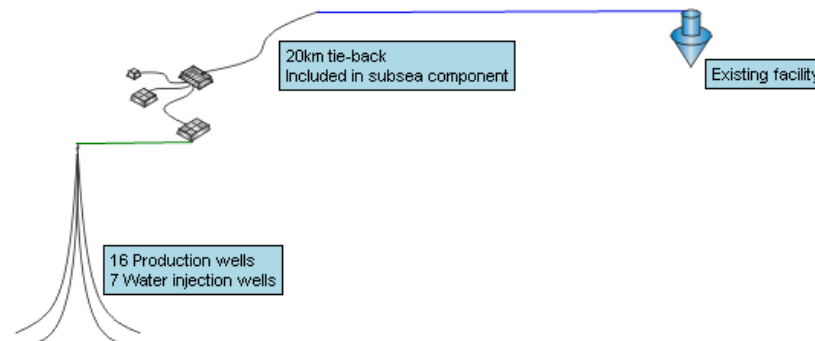 20km tie-back
Included in subsea component
Existing facility
16 Production wells
7 Water injection wells